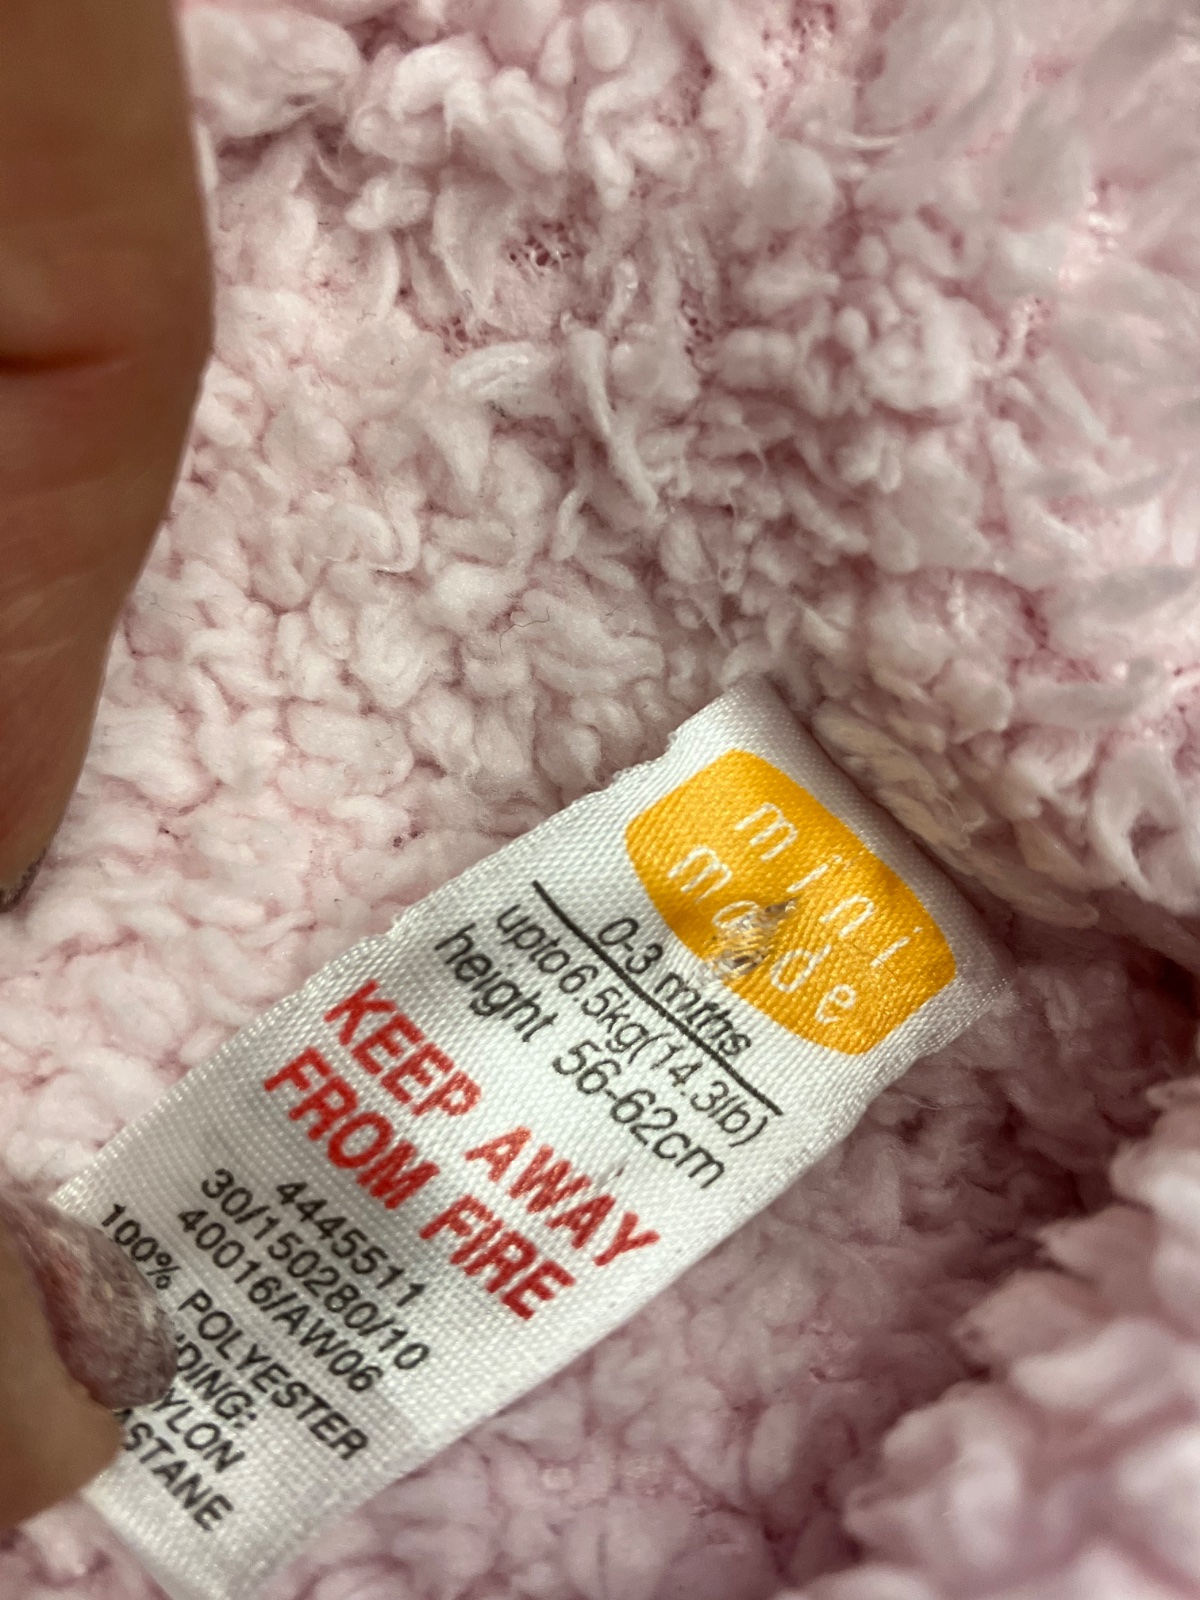 mini
mode
0-3 mths
upto6.5kg(14.3lb)
height 56-62cm
KEEP AWAY
FROM FIRE
4445511
30/150280/10
40016/AW06
100% POLYESTER